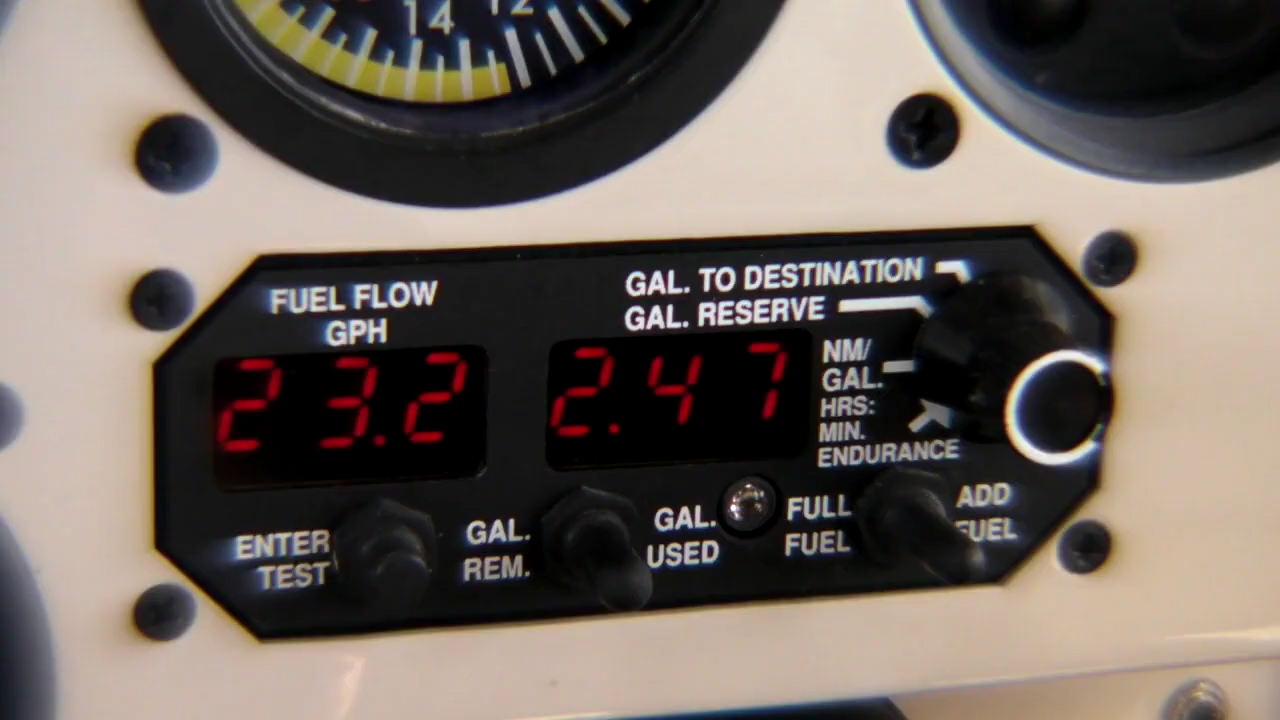 14 12
FUEL FLOW
GPH
GAL. TO DESTINATION
GAL. RESERVE
NM/
GAL.
HRS:
MIN.
ENDURANCE
23.2
2.47
ENTER
TEST
GAL.
REM.
GAL.
USED
FULL
FUEL
ADD
FUEL